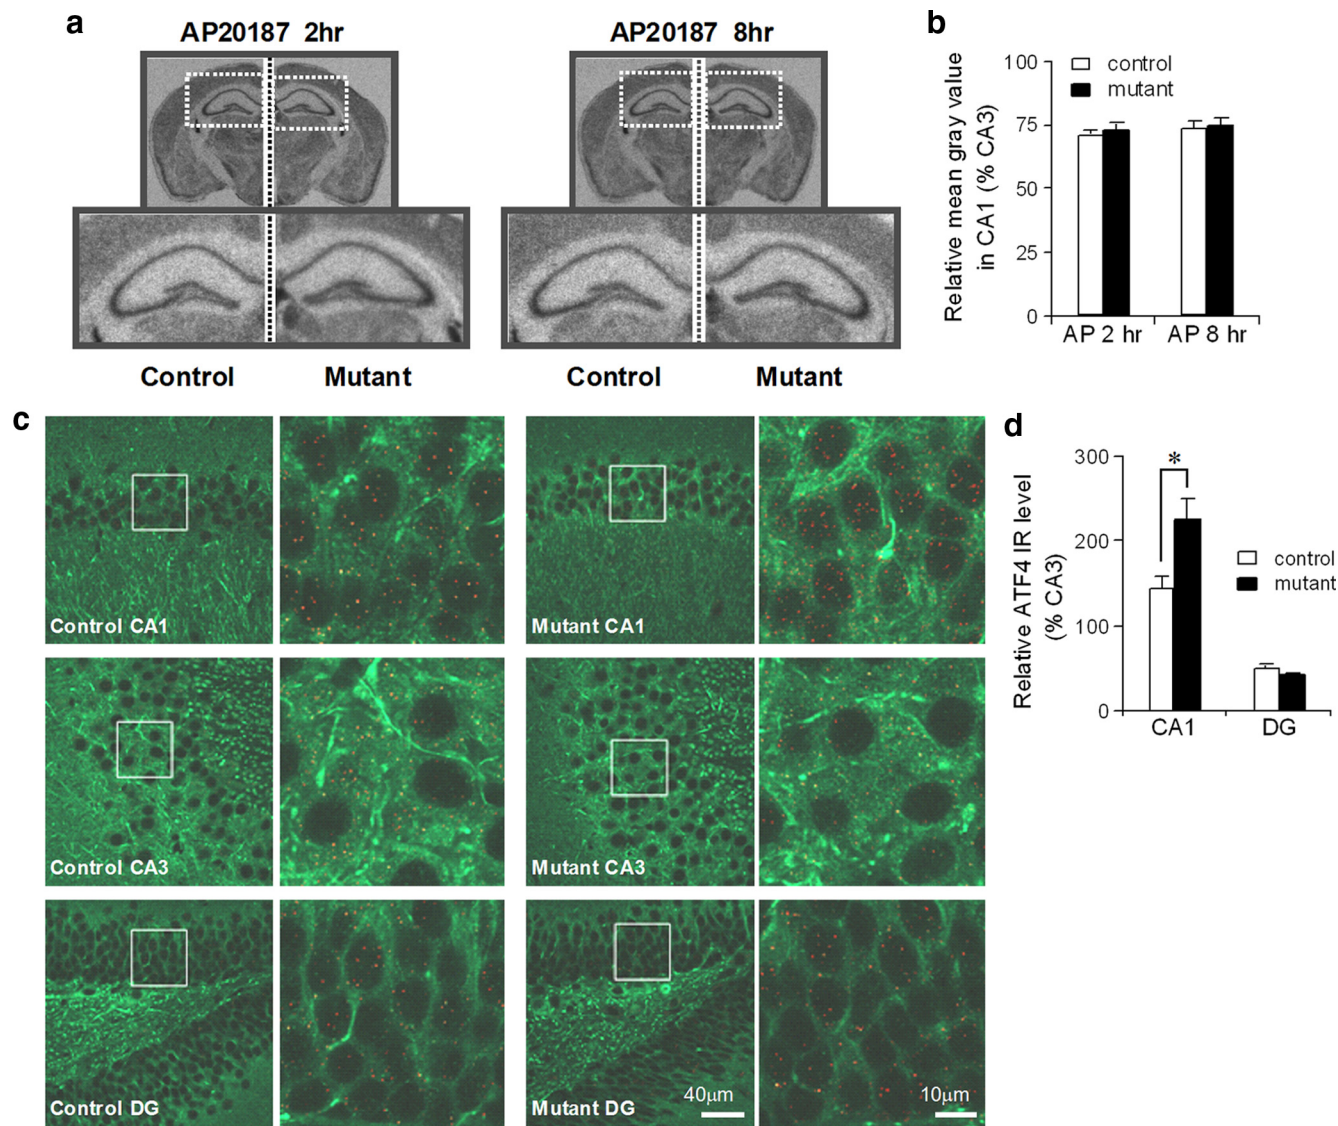 a
AP20187 2hr
AP20187 8hr
Control
Mutant
Control
Mutant
b
Relative mean gray value
in CA1 (% CA3)
100
75
50
25
0
control
mutant
AP 2 hr
AP 8 hr
c
Control CA1
Mutant CA1
Control CA3
Mutant CA3
Control DG
Mutant DG
40μm
10μm
d
Relative ATF4 IR level
(% CA3)
300
200
100
0
*
control
mutant
CA1
DG